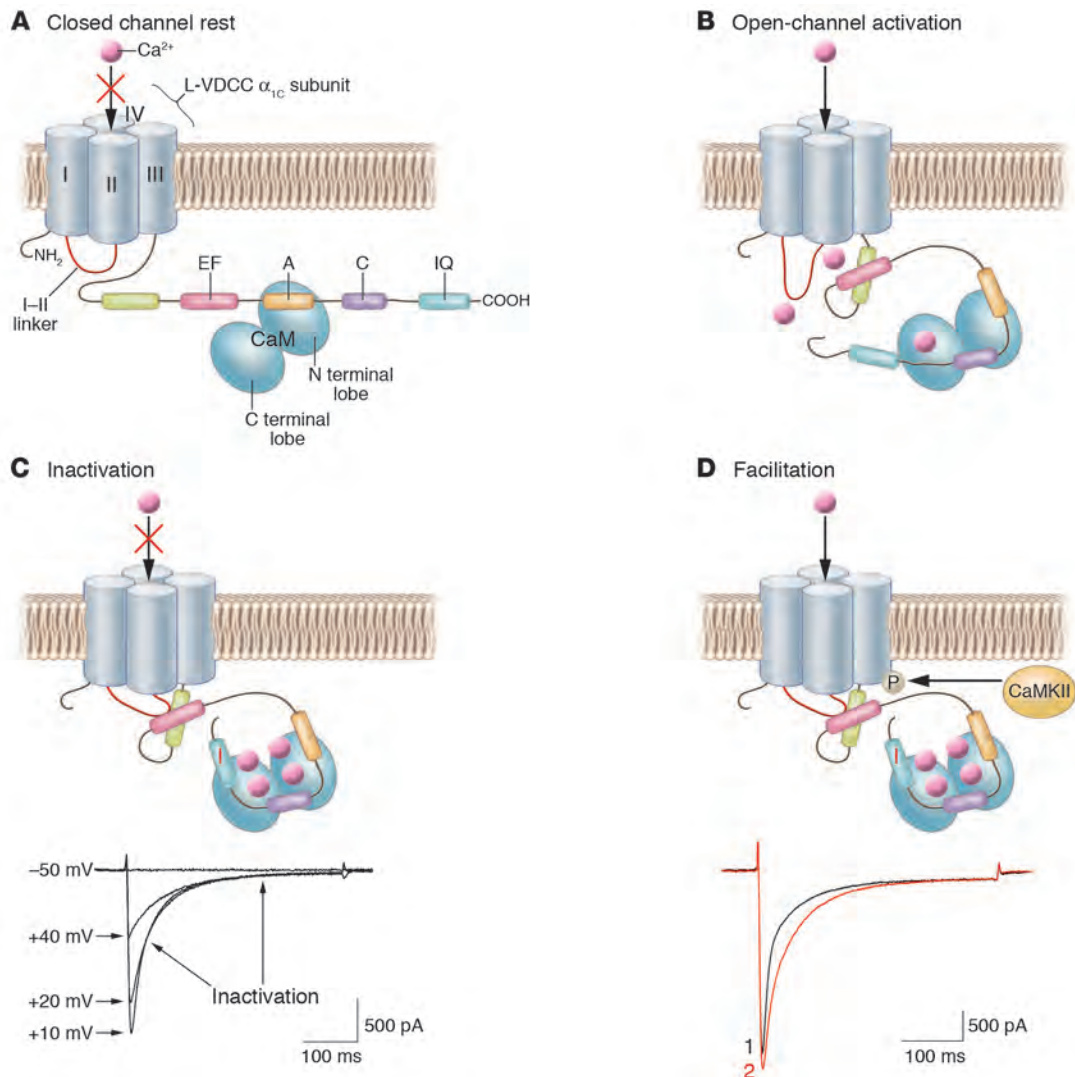 A Closed channel rest
Ca2+
L-VDCC α1C subunit
IV
I
II
III
NH2
I–II
linker
EF
A
C
IQ
COOH
CaM
N terminal
lobe
C terminal
lobe
B Open-channel activation
C Inactivation
I
–50 mV
+40 mV
+20 mV
+10 mV
Inactivation
500 pA
100 ms
D Facilitation
P
CaMKII
I
1
2
500 pA
100 ms